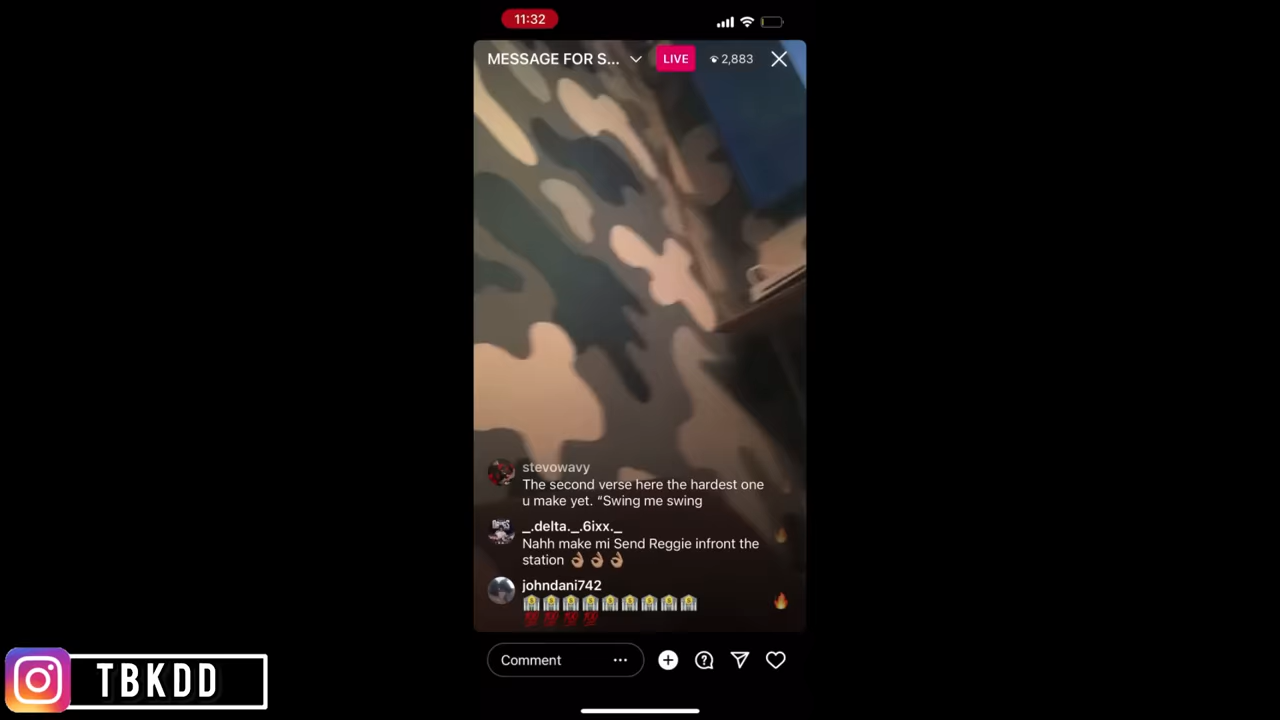 11:32
MESSAGE FOR S... LIVE 2,883
stevowavy
The second verse here the hardest one
u make yet. “Swing me swing
_.delta._.6ixx._
Nahh make mi Send Reggie infront the
station 👌🏽👌🏽👌🏽
johndani742
🏦🏦🏦🏦🏦🏦🏦🏦🏦
💯💯💯💯
Comment
TBKDD